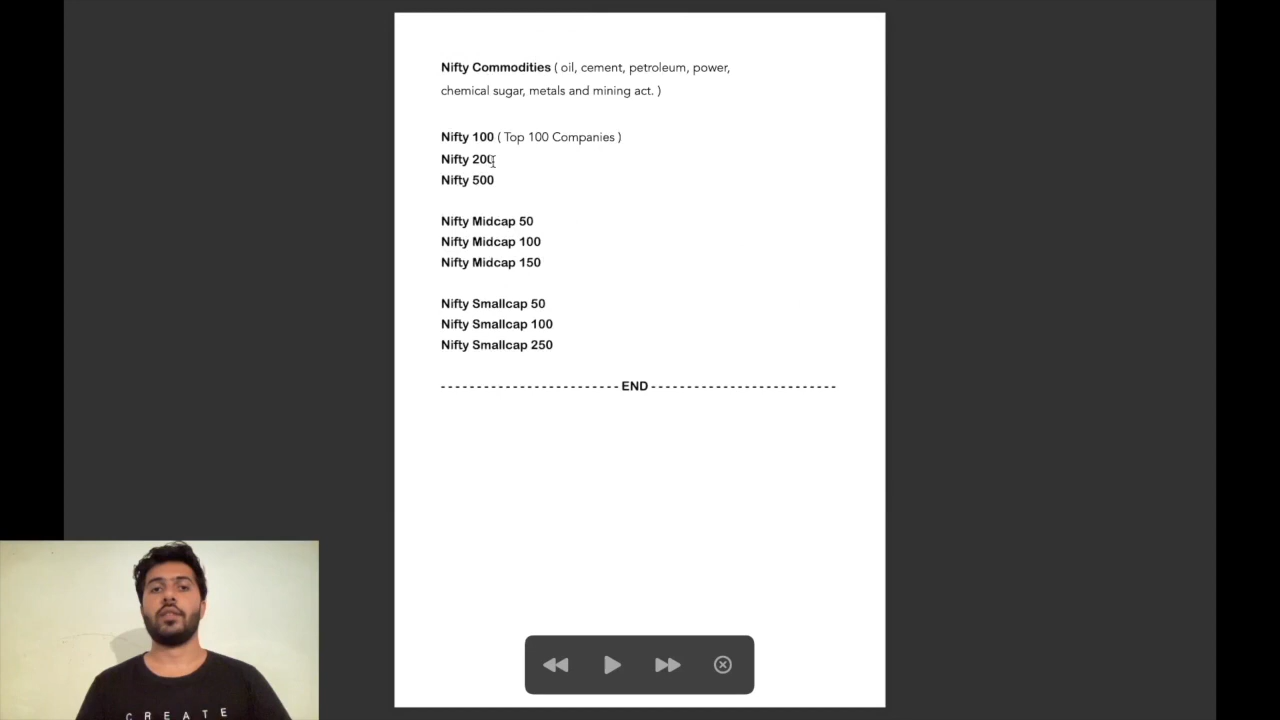 Nifty Commodities ( oil, cement, petroleum, power,
chemical sugar, metals and mining act. )
Nifty 100 ( Top 100 Companies )
Nifty 200
Nifty 500
Nifty Midcap 50
Nifty Midcap 100
Nifty Midcap 150
Nifty Smallcap 50
Nifty Smallcap 100
Nifty Smallcap 250
- - - - - - - - - - - - - - - - - - - - - - - - - END - - - - - - - - - - - - - - - - - - - - - - - - - -
CREATE